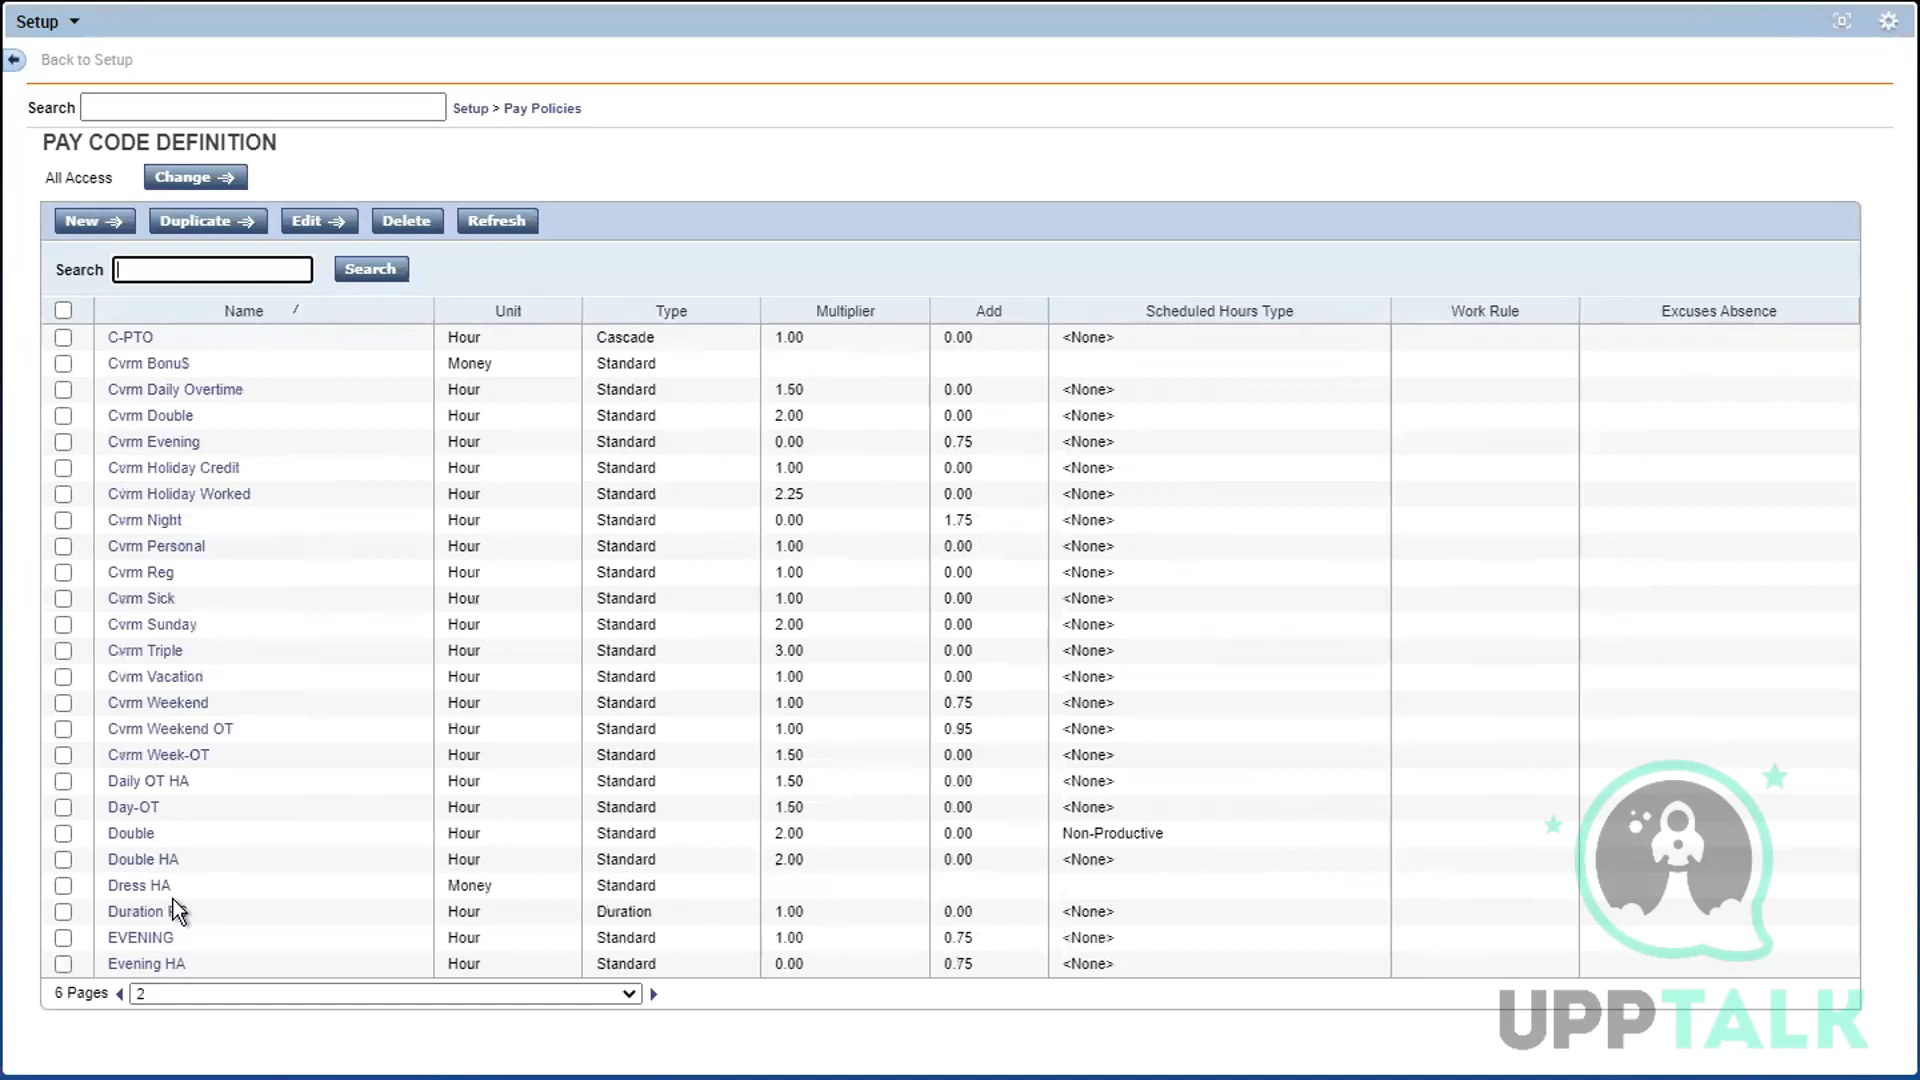 Setup
Back to Setup
Search Setup > Pay Policies
PAY CODE DEFINITION
All Access Change
New Duplicate Edit Delete Refresh
Search Search
Name / Unit Type Multiplier Add Scheduled Hours Type Work Rule Excuses Absence
C-PTO Hour Cascade 1.00 0.00 <None>
Cvrm Bonu$ Money Standard
Cvrm Daily Overtime Hour Standard 1.50 0.00 <None>
Cvrm Double Hour Standard 2.00 0.00 <None>
Cvrm Evening Hour Standard 0.00 0.75 <None>
Cvrm Holiday Credit Hour Standard 1.00 0.00 <None>
Cvrm Holiday Worked Hour Standard 2.25 0.00 <None>
Cvrm Night Hour Standard 0.00 1.75 <None>
Cvrm Personal Hour Standard 1.00 0.00 <None>
Cvrm Reg Hour Standard 1.00 0.00 <None>
Cvrm Sick Hour Standard 1.00 0.00 <None>
Cvrm Sunday Hour Standard 2.00 0.00 <None>
Cvrm Triple Hour Standard 3.00 0.00 <None>
Cvrm Vacation Hour Standard 1.00 0.00 <None>
Cvrm Weekend Hour Standard 1.00 0.75 <None>
Cvrm Weekend OT Hour Standard 1.00 0.95 <None>
Cvrm Week-OT Hour Standard 1.50 0.00 <None>
Daily OT HA Hour Standard 1.50 0.00 <None>
Day-OT Hour Standard 1.50 0.00 <None>
Double Hour Standard 2.00 0.00 Non-Productive
Double HA Hour Standard 2.00 0.00 <None>
Dress HA Money Standard
Duration Hour Duration 1.00 0.00 <None>
EVENING Hour Standard 1.00 0.75 <None>
Evening HA Hour Standard 0.00 0.75 <None>
6 Pages 2
UPPTALK